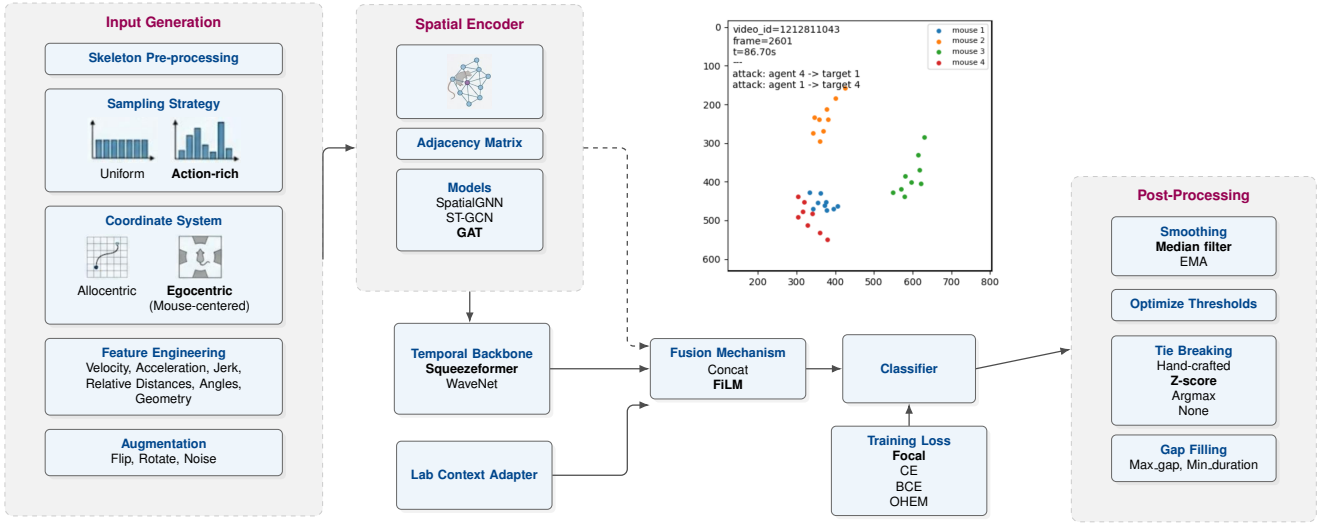 Input Generation
Skeleton Pre-processing
Sampling Strategy
Uniform
Action-rich
Coordinate System
Allocentric
Egocentric
(Mouse-centered)
Feature Engineering
Velocity, Acceleration, Jerk,
Relative Distances, Angles,
Geometry
Augmentation
Flip, Rotate, Noise
Spatial Encoder
Adjacency Matrix
Models
SpatialGNN
ST-GCN
GAT
Temporal Backbone
Squeezeformer
WaveNet
Lab Context Adapter
video_id=1212811043
frame=2601
t=86.70s
---
attack: agent 4 -> target 1
attack: agent 1 -> target 4
mouse 1
mouse 2
mouse 3
mouse 4
0
100
200
300
400
500
600
200 300 400 500 600 700 800
Fusion Mechanism
Concat
FiLM
Classifier
Training Loss
Focal
CE
BCE
OHEM
Post-Processing
Smoothing
Median filter
EMA
Optimize Thresholds
Tie Breaking
Hand-crafted
Z-score
Argmax
None
Gap Filling
Max_gap, Min_duration